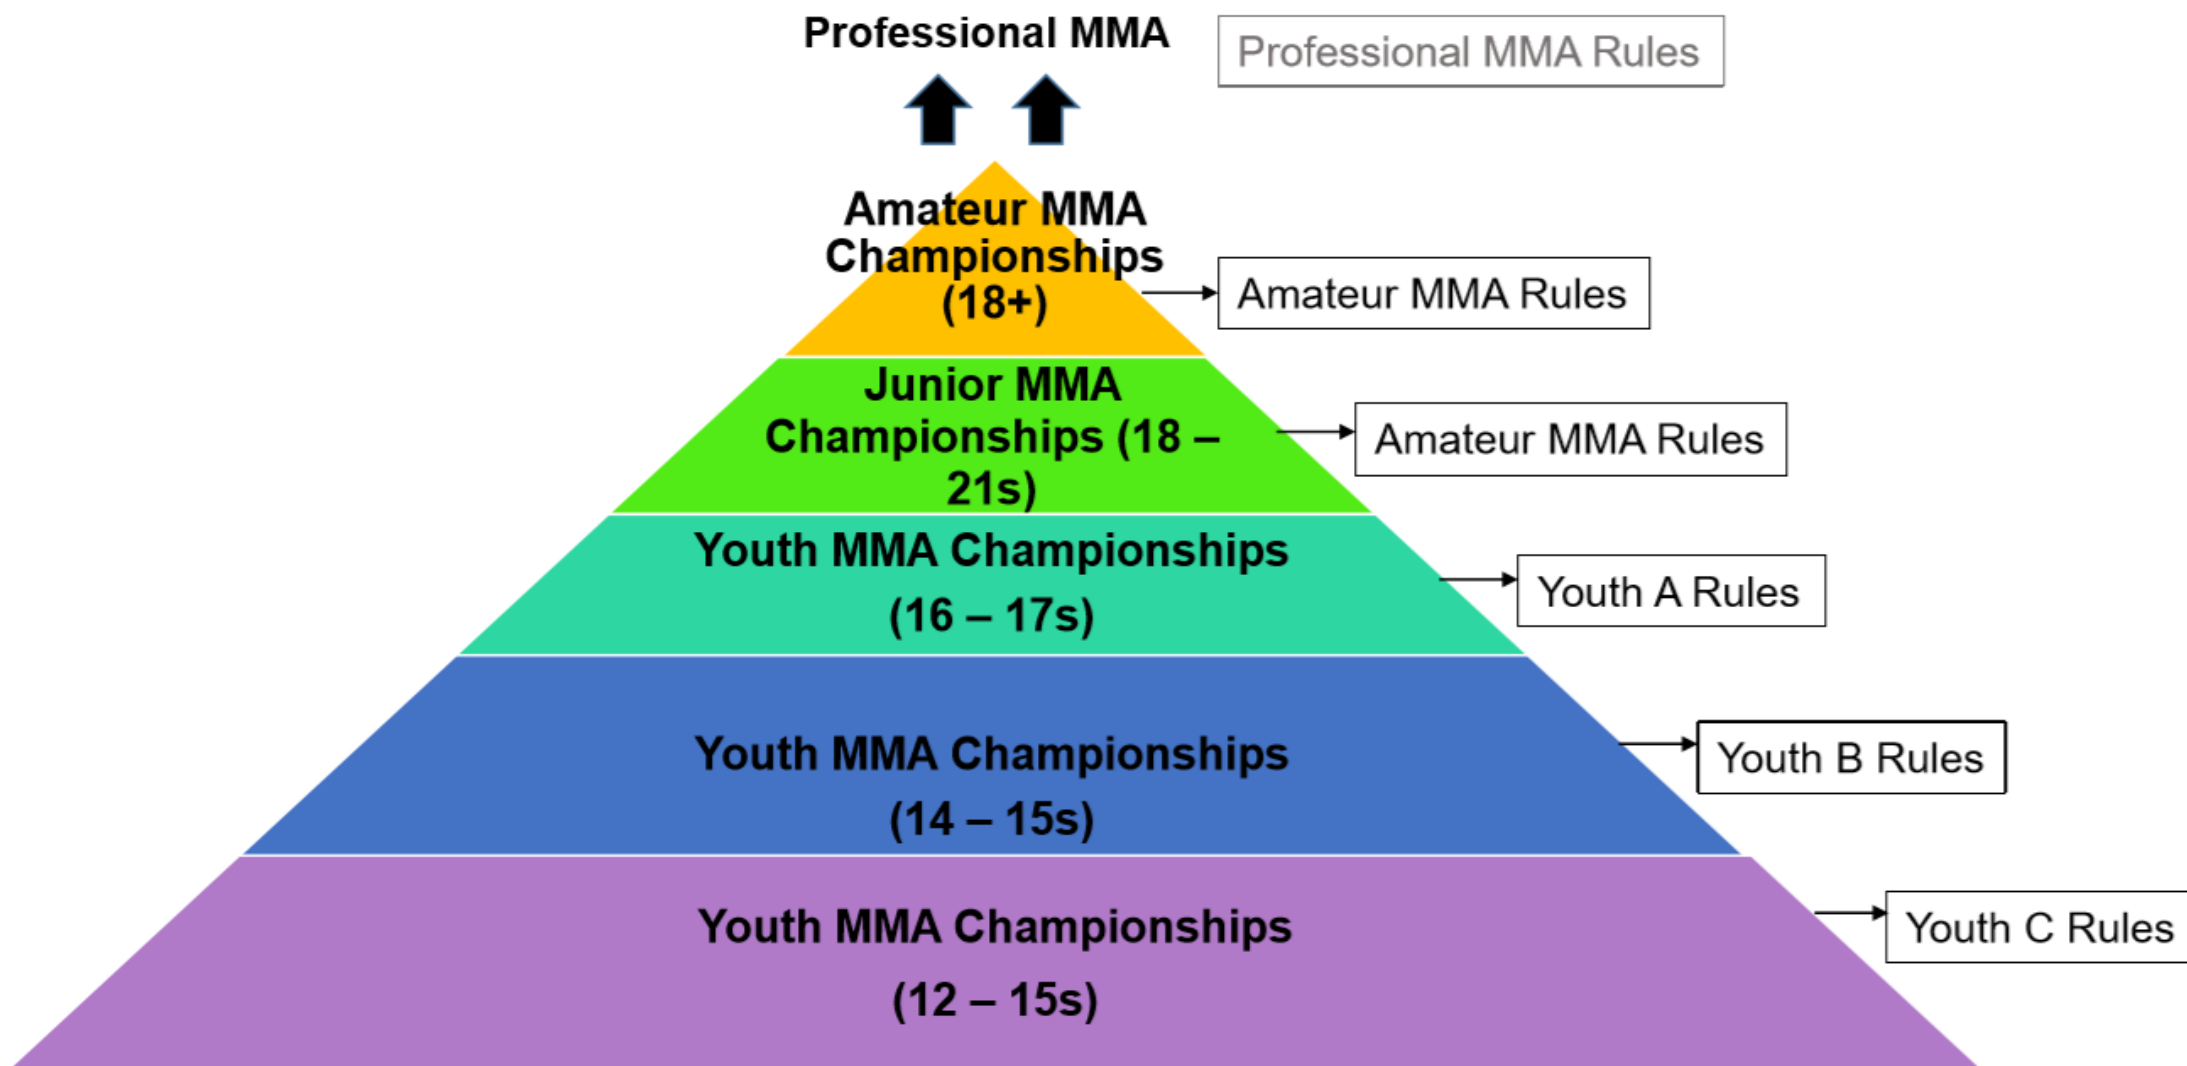 Professional MMA
Professional MMA Rules
Amateur MMA
Championships
(18+)
Amateur MMA Rules
Junior MMA
Championships (18 –
21s)
Amateur MMA Rules
Youth MMA Championships
(16 – 17s)
Youth A Rules
Youth MMA Championships
(14 – 15s)
Youth B Rules
Youth MMA Championships
(12 – 15s)
Youth C Rules